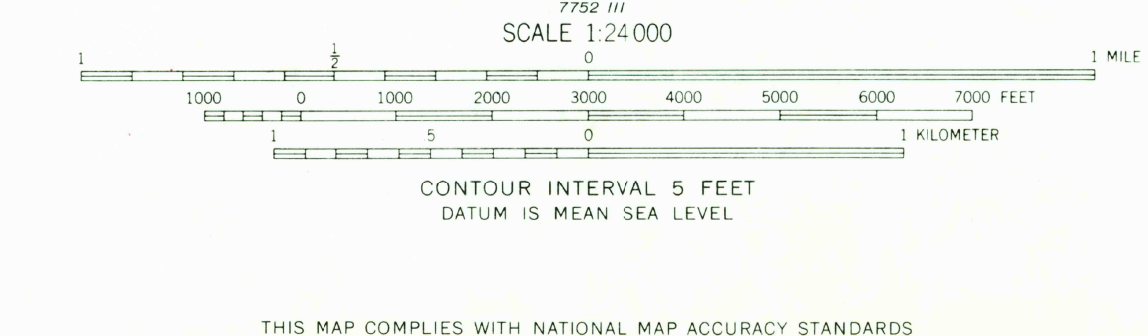 7752 III
SCALE 1:24 000
1 1/2 0 1 MILE
1000 0 1000 2000 3000 4000 5000 6000 7000 FEET
1 5 0 1 KILOMETER
CONTOUR INTERVAL 5 FEET
DATUM IS MEAN SEA LEVEL
THIS MAP COMPLIES WITH NATIONAL MAP ACCURACY STANDARDS